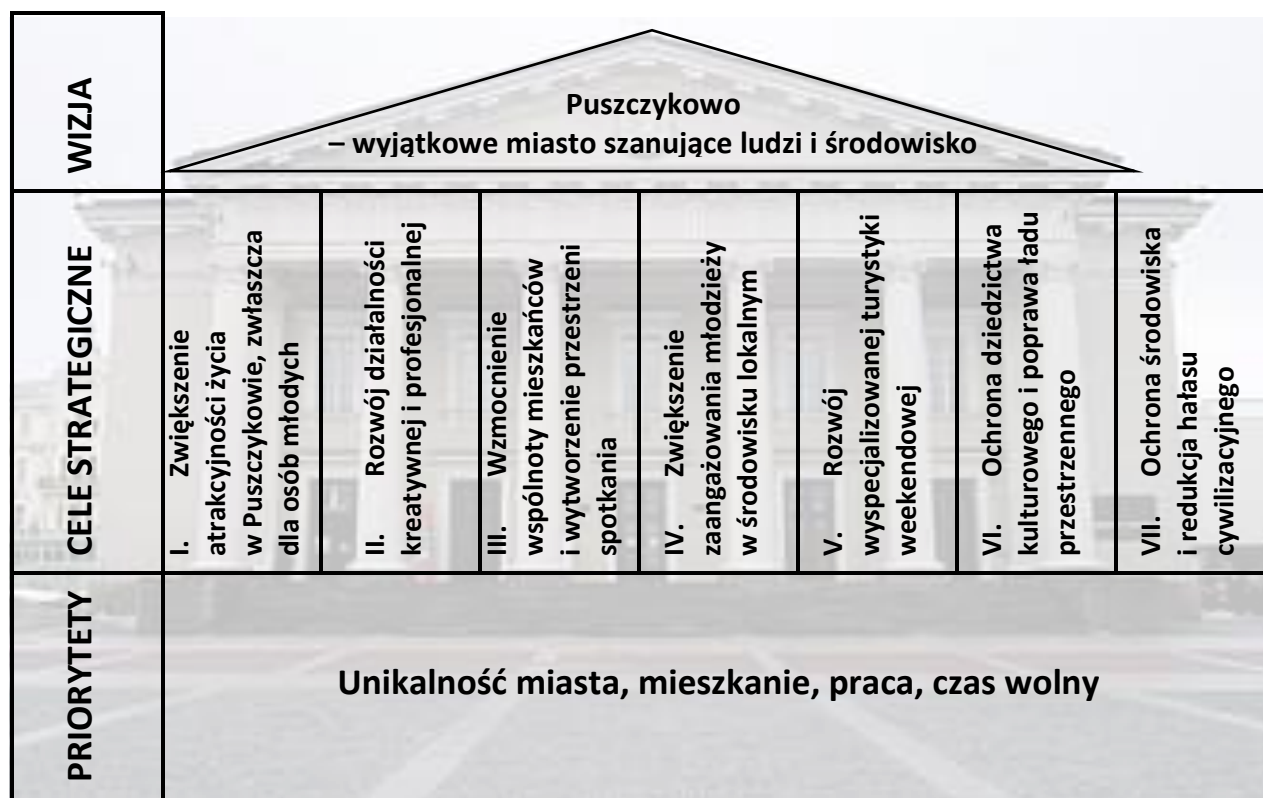 WIZJA
Puszczykowo
– wyjątkowe miasto szanujące ludzi i środowisko
CELE STRATEGICZNE
I. Zwiększenie
atrakcyjności życia
w Puszczykowie, zwłaszcza
dla osób młodych
II. Rozwój działalności
kreatywnej i profesjonalnej
III. Wzmocnienie
wspólnoty mieszkańców
i wytworzenie przestrzeni
spotkania
IV. Zwiększenie
zaangażowania młodzieży
w środowisku lokalnym
V. Rozwój
wyspecjalizowanej turystyki
weekendowej
VI. Ochrona dziedzictwa
kulturowego i poprawa ładu
przestrzennego
VII. Ochrona środowiska
i redukcja hałasu
cywilizacyjnego
PRIORYTETY
Unikalność miasta, mieszkanie, praca, czas wolny